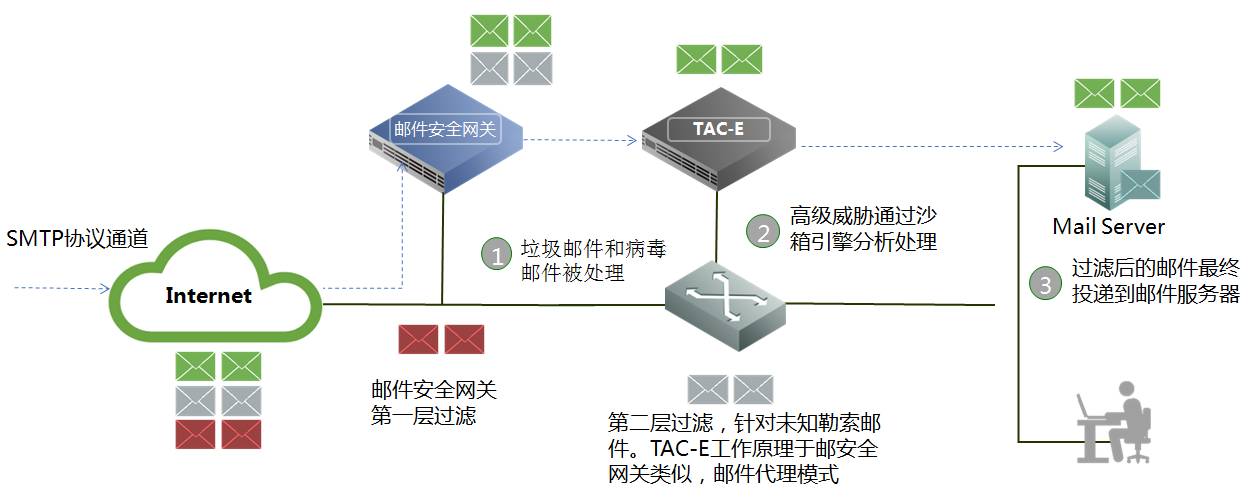 邮件安全网关
TAC-E
SMTP协议通道
Internet
1
垃圾邮件和病毒
邮件被处理
2
高级威胁通过沙
箱引擎分析处理
Mail Server
3
过滤后的邮件最终
投递到邮件服务器
邮件安全网关
第一层过滤
第二层过滤，针对未知勒索邮
件。TAC-E工作原理于邮安全
网关类似，邮件代理模式